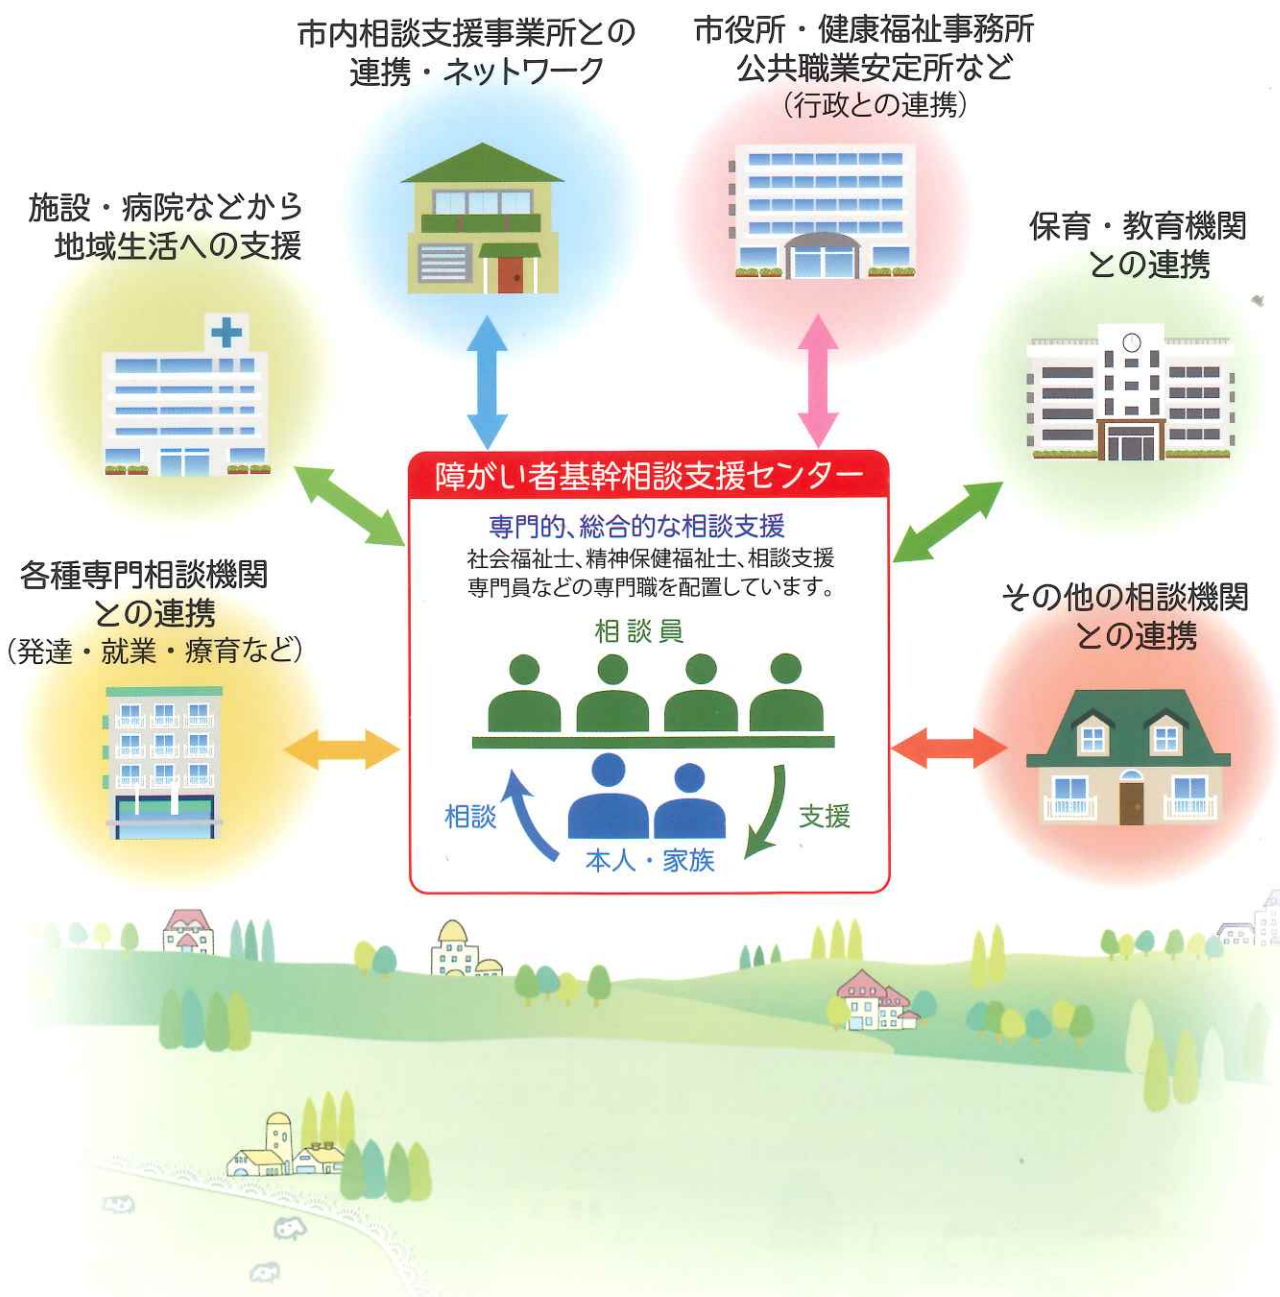 市内相談支援事業所との
連携・ネットワーク
市役所・健康福祉事務所
公共職業安定所など
（行政との連携）
施設・病院などから
地域生活への支援
保育・教育機関
との連携
各種専門相談機関
との連携
（発達・就業・療育など）
その他の相談機関
との連携
障がい者基幹相談支援センター
専門的、総合的な相談支援
社会福祉士、精神保健福祉士、相談支援
専門員などの専門職を配置しています。
相談員
相談
支援
本人・家族